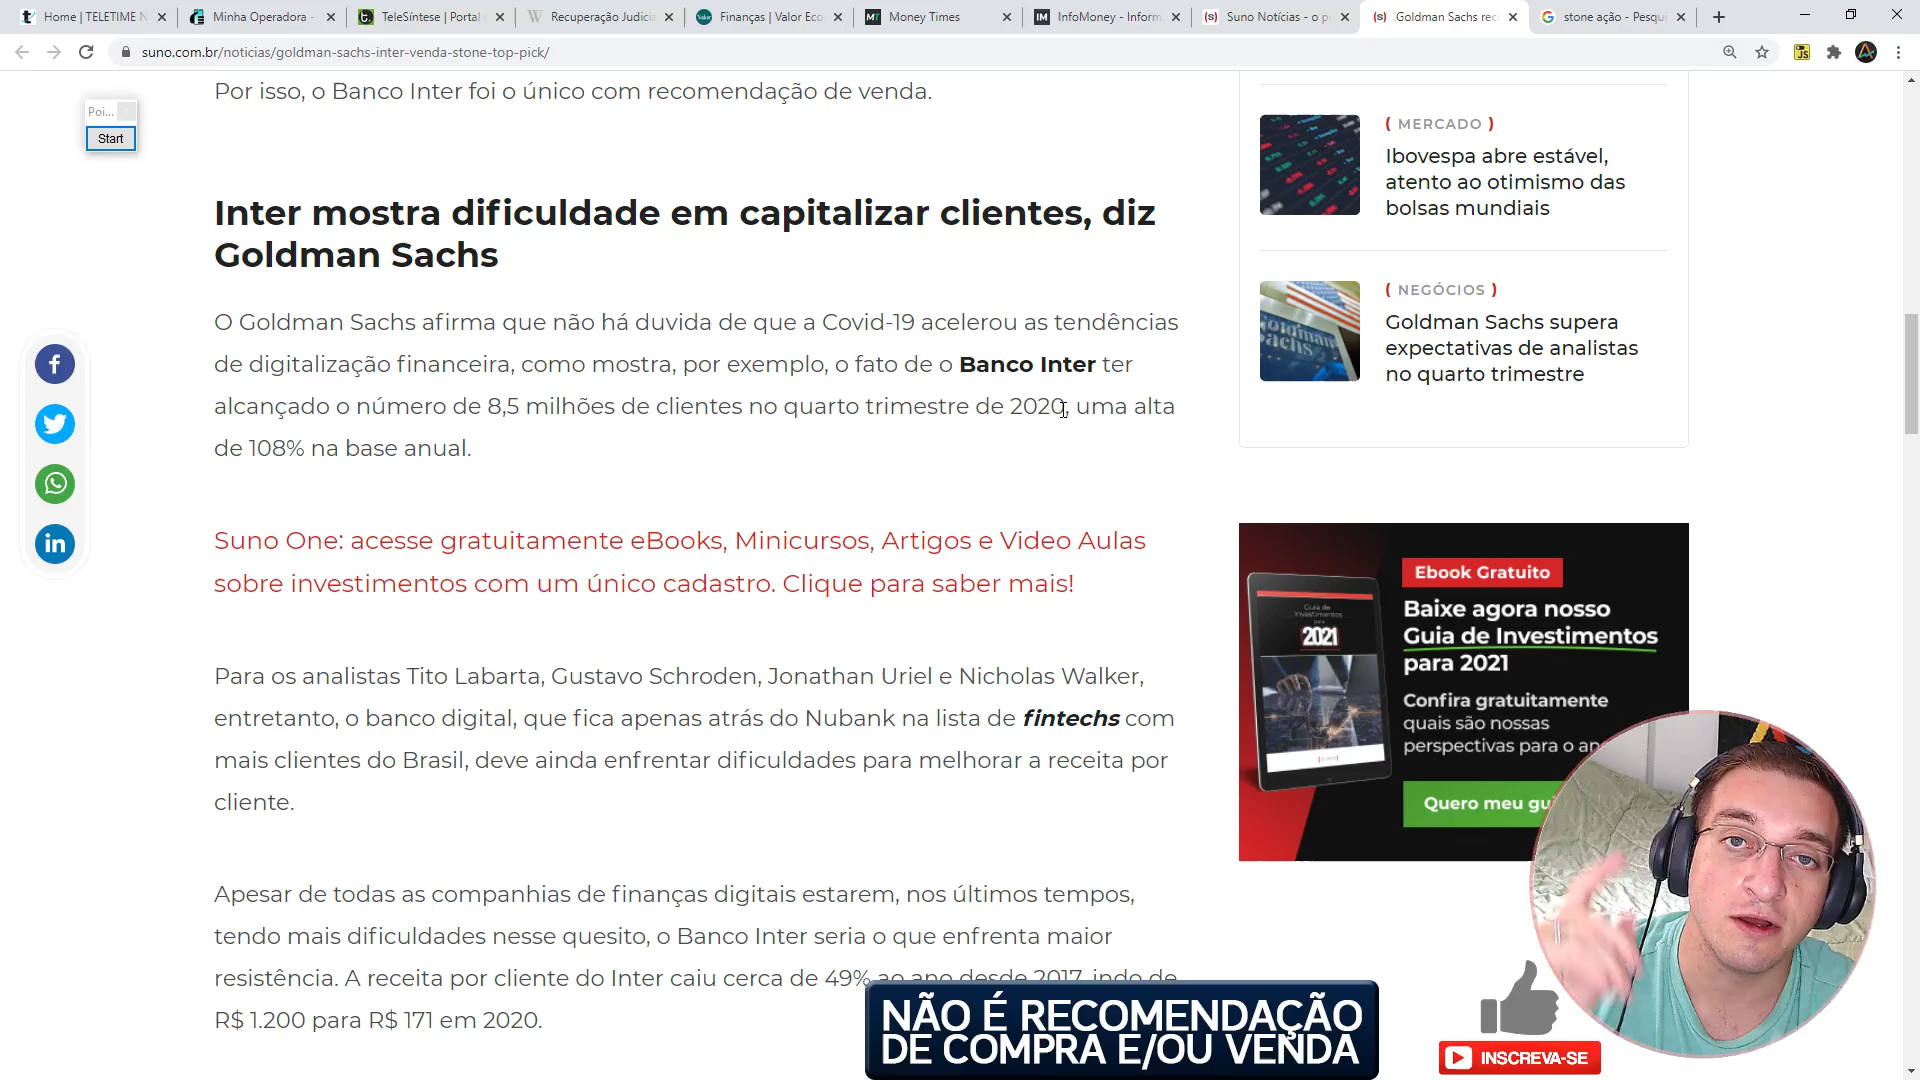 Home | TELETIME N
Minha Operadora -
TeleSíntese | Portal
Recuperação Judicia
Finanças | Valor Eco
Money Times
InfoMoney - Inform
Suno Notícias - o p
Goldman Sachs rec
stone ação - Pesqui
suno.com.br/noticias/goldman-sachs-inter-venda-stone-top-pick/
Poi...
Start
Por isso, o Banco Inter foi o único com recomendação de venda.
Inter mostra dificuldade em capitalizar clientes, diz
Goldman Sachs
O Goldman Sachs afirma que não há duvida de que a Covid-19 acelerou as tendências
de digitalização financeira, como mostra, por exemplo, o fato de o Banco Inter ter
alcançado o número de 8,5 milhões de clientes no quarto trimestre de 2020, uma alta
de 108% na base anual.
Suno One: acesse gratuitamente eBooks, Minicursos, Artigos e Video Aulas
sobre investimentos com um único cadastro. Clique para saber mais!
Para os analistas Tito Labarta, Gustavo Schroden, Jonathan Uriel e Nicholas Walker,
entretanto, o banco digital, que fica apenas atrás do Nubank na lista de fintechs com
mais clientes do Brasil, deve ainda enfrentar dificuldades para melhorar a receita por
cliente.
Apesar de todas as companhias de finanças digitais estarem, nos últimos tempos,
tendo mais dificuldades nesse quesito, o Banco Inter seria o que enfrenta maior
resistência. A receita por cliente do Inter caiu cerca de 49% ao ano desde 2017, indo de
R$ 1.200 para R$ 171 em 2020.
( MERCADO )
Ibovespa abre estável,
atento ao otimismo das
bolsas mundiais
( NEGÓCIOS )
Goldman Sachs supera
expectativas de analistas
no quarto trimestre
Guia de
Investimentos
para
2021
Ebook Gratuito
Baixe agora nosso
Guia de Investimentos
para 2021
Confira gratuitamente
quais são nossas
perspectivas para o an
Quero meu gu
NÃO É RECOMENDAÇÃO
DE COMPRA E/OU VENDA
INSCREVA-SE